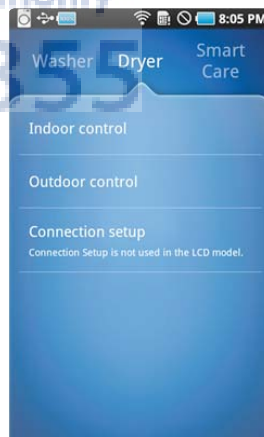 8:05 PM
Washer
Dryer
Smart
Care
Indoor control
Outdoor control
Connection setup
Connection Setup is not used in the LCD model.